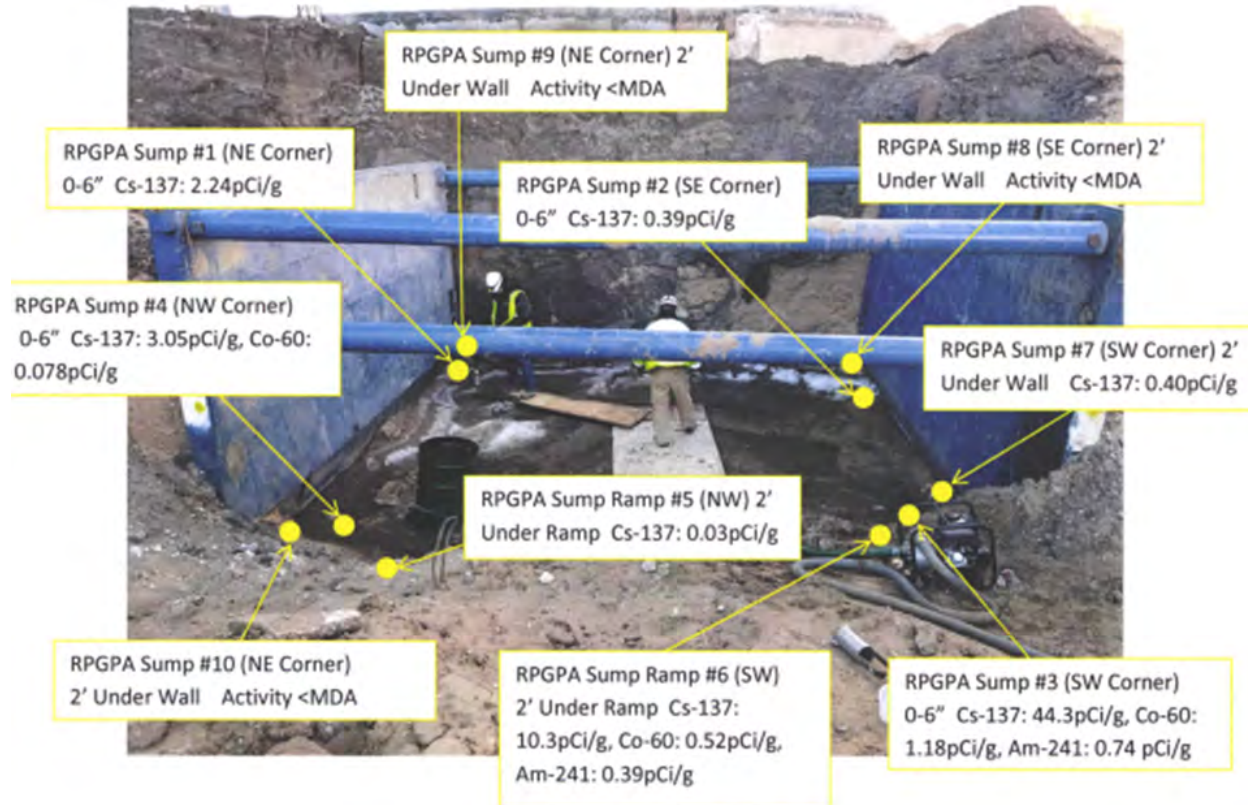 RPGPA Sump #9 (NE Corner) 2'
Under Wall Activity <MDA
RPGPA Sump #1 (NE Corner)
0-6" Cs-137: 2.24pCi/g
RPGPA Sump #2 (SE Corner)
0-6" Cs-137: 0.39pCi/g
RPGPA Sump #8 (SE Corner) 2'
Under Wall Activity <MDA
RPGPA Sump #4 (NW Corner)
0-6" Cs-137: 3.05pCi/g, Co-60:
0.078pCi/g
RPGPA Sump #7 (SW Corner) 2'
Under Wall Cs-137: 0.40pCi/g
RPGPA Sump Ramp #5 (NW) 2'
Under Ramp Cs-137: 0.03pCi/g
RPGPA Sump #10 (NE Corner)
2' Under Wall Activity <MDA
RPGPA Sump Ramp #6 (SW)
2' Under Ramp Cs-137:
10.3pCi/g, Co-60: 0.52pCi/g,
Am-241: 0.39pCi/g
RPGPA Sump #3 (SW Corner)
0-6" Cs-137: 44.3pCi/g, Co-60:
1.18pCi/g, Am-241: 0.74 pCi/g